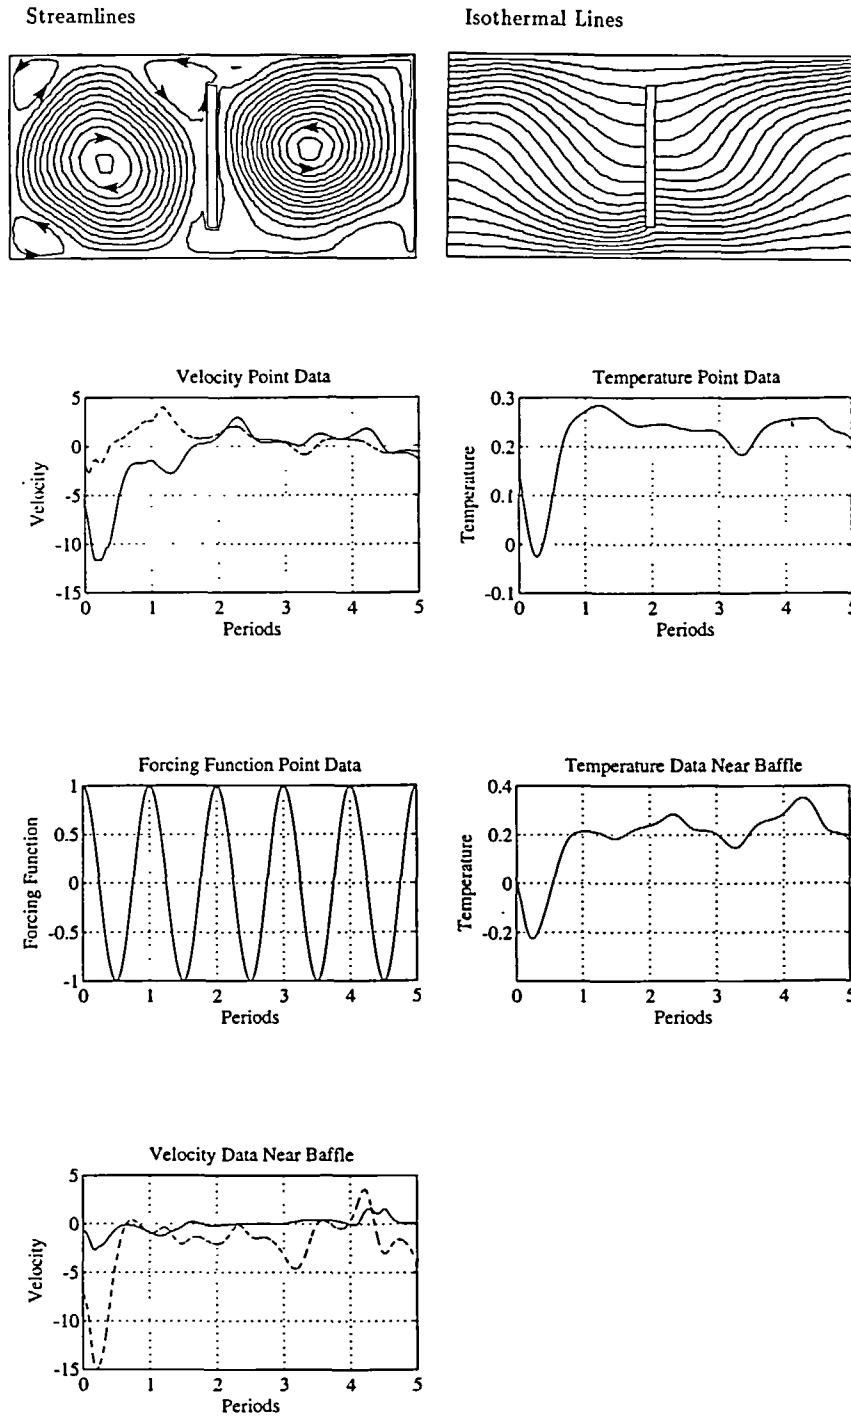 Streamlines
Isothermal Lines
Velocity Point Data
5
0
-5
-10
-15
Velocity
0 1 2 3 4 5
Periods
Temperature Point Data
0.3
0.2
0.1
0
-0.1
Temperature
0 1 2 3 4 5
Periods
Forcing Function Point Data
1
0.5
0
-0.5
-1
Forcing Function
0 1 2 3 4 5
Periods
Temperature Data Near Baffle
0.4
0.2
0
-0.2
Temperature
0 1 2 3 4 5
Periods
Velocity Data Near Baffle
5
0
-5
-10
-15
Velocity
0 1 2 3 4 5
Periods